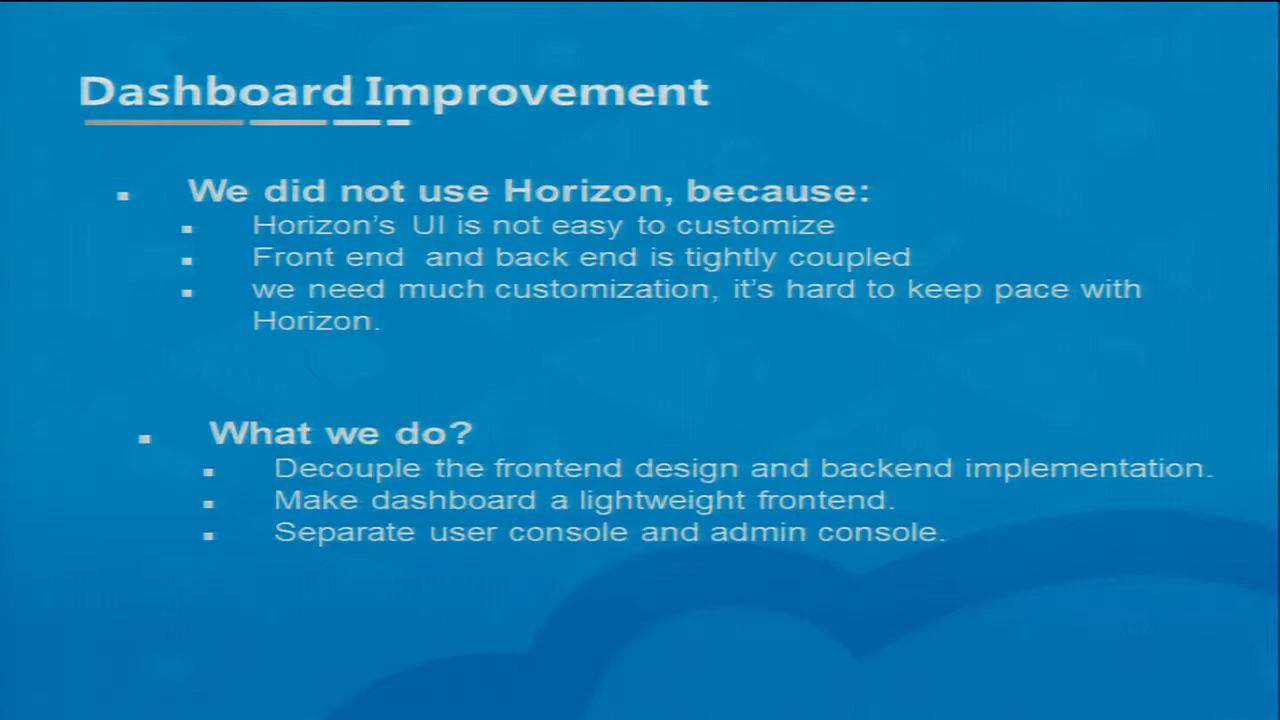 Dashboard Improvement
We did not use Horizon, because:
Horizon's UI is not easy to customize
Front end and back end is tightly coupled
we need much customization, it's hard to keep pace with
Horizon.
What we do?
Decouple the frontend design and backend implementation.
Make dashboard a lightweight frontend.
Separate user console and admin console.